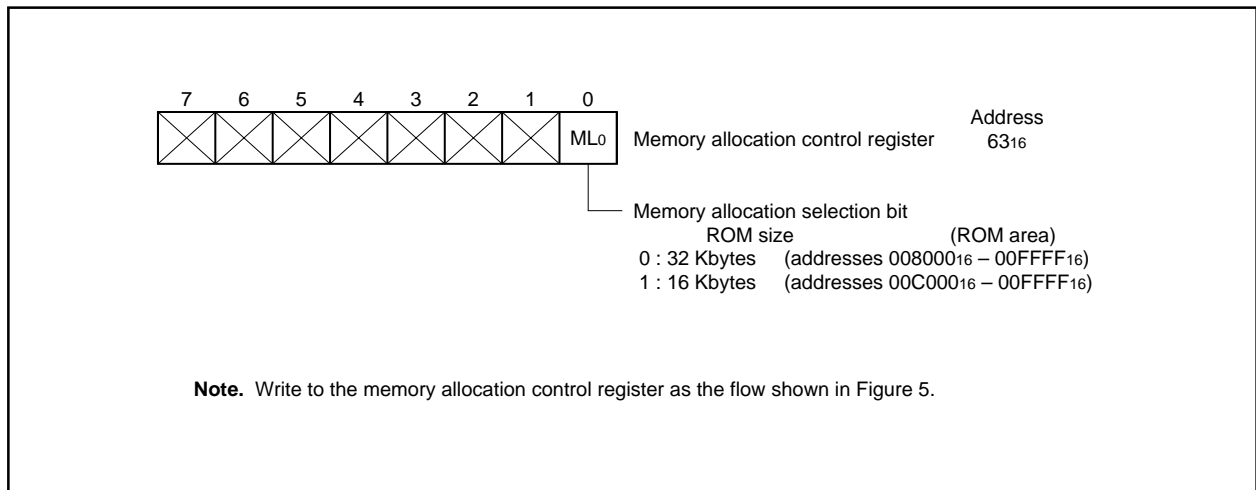 7 6 5 4 3 2 1 0
Address
ML0 Memory allocation control register 6316
Memory allocation selection bit
ROM size (ROM area)
0 : 32 Kbytes (addresses 00800016 – 00FFFF16)
1 : 16 Kbytes (addresses 00C00016 – 00FFFF16)
Note. Write to the memory allocation control register as the flow shown in Figure 5.